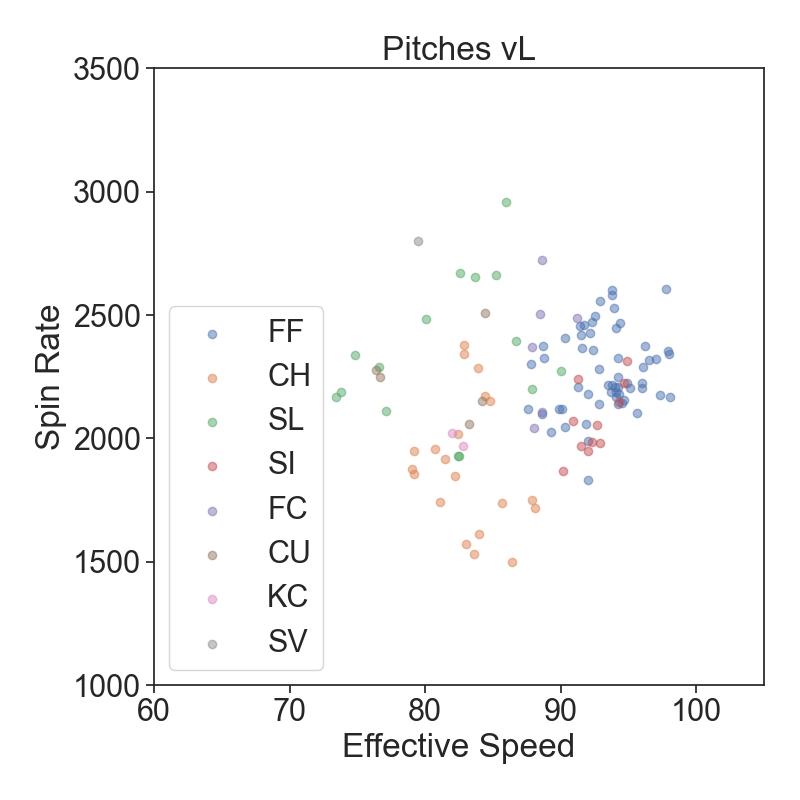 Pitches vL
3500
3000
2500
2000
1500
1000
Spin Rate
FF
CH
SL
SI
FC
CU
KC
SV
60 70 80 90 100
Effective Speed